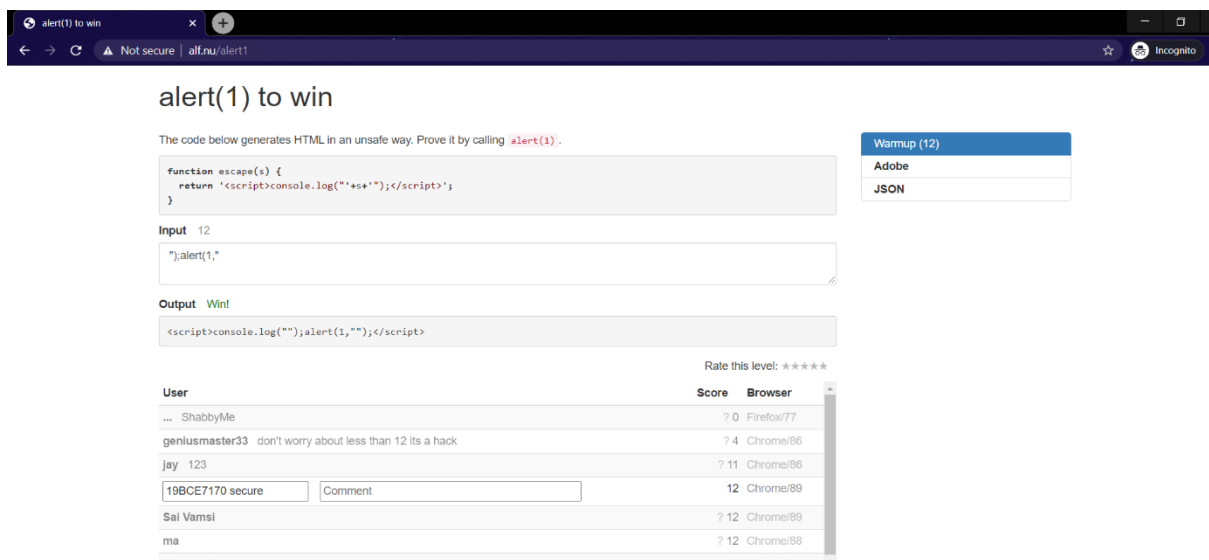 alert(1) to win
Not secure | alf.nu/alert1
Incognito
alert(1) to win
The code below generates HTML in an unsafe way. Prove it by calling alert(1) .
function escape(s) {
return '<script>console.log("'+s+'");</script>';
}
Warmup (12)
Adobe
JSON
Input 12
");alert(1,"
Output Win!
<script>console.log("");alert(1,"");</script>
Rate this level: ★★★★★
User Score Browser
... ShabbyMe ? 0 Firefox/77
geniusmaster33 don't worry about less than 12 its a hack ? 4 Chrome/86
jay 123 ? 11 Chrome/86
19BCE7170 secure Comment 12 Chrome/89
Sai Vamsi ? 12 Chrome/89
ma ? 12 Chrome/88